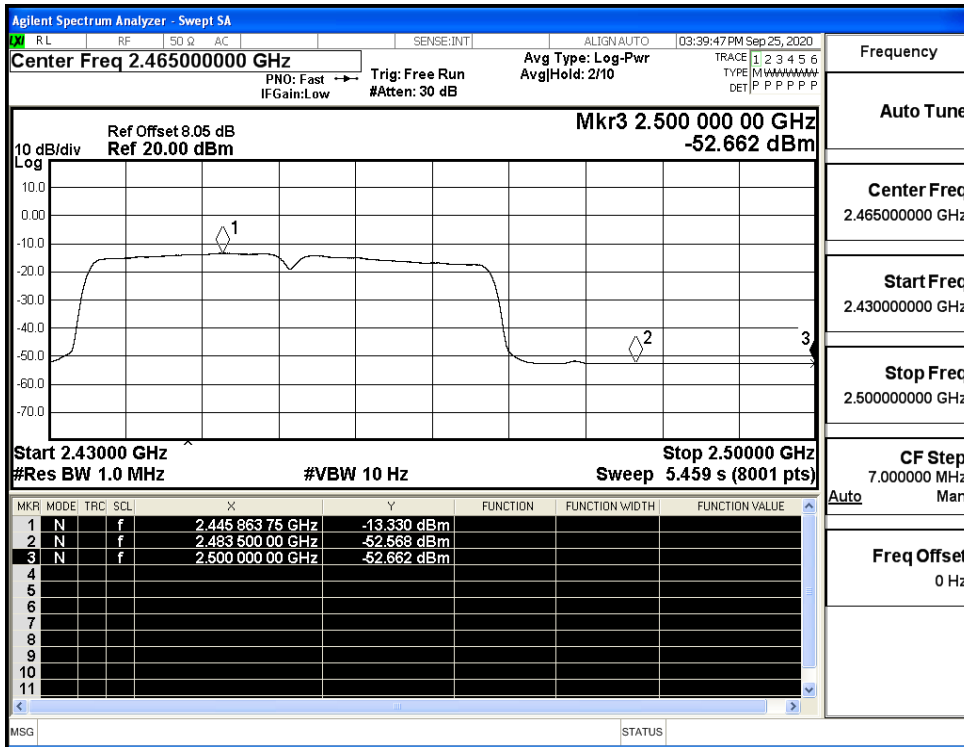 Agilent Spectrum Analyzer - Swept SA
LXI RL RF 50 Ω AC SENSE:INT ALIGN AUTO 03:39:47 PM Sep 25, 2020
Center Freq 2.465000000 GHz
PNO: Fast
IFGain:Low
Trig: Free Run
#Atten: 30 dB
Avg Type: Log-Pwr
Avg|Hold: 2/10
TRACE 1 2 3 4 5 6
TYPE M W W W W W
DET P P P P P P
Mkr3 2.500 000 00 GHz
-52.662 dBm
Ref Offset 8.05 dB
10 dB/div Ref 20.00 dBm
Log
10.0
0.00
-10.0
-20.0
-30.0
-40.0
-50.0
-60.0
-70.0
1
2
3
Start 2.43000 GHz Stop 2.50000 GHz
#Res BW 1.0 MHz #VBW 10 Hz Sweep 5.459 s (8001 pts)
MKR MODE TRC SCL X Y FUNCTION FUNCTION WIDTH FUNCTION VALUE
1 N f 2.445 863 75 GHz -13.330 dBm
2 N f 2.483 500 00 GHz -52.568 dBm
3 N f 2.500 000 00 GHz -52.662 dBm
4
5
6
7
8
9
10
11
MSG STATUS
Frequency
Auto Tune
Center Freq
2.465000000 GHz
Start Freq
2.430000000 GHz
Stop Freq
2.500000000 GHz
CF Step
7.000000 MHz
Auto Man
Freq Offset
0 Hz